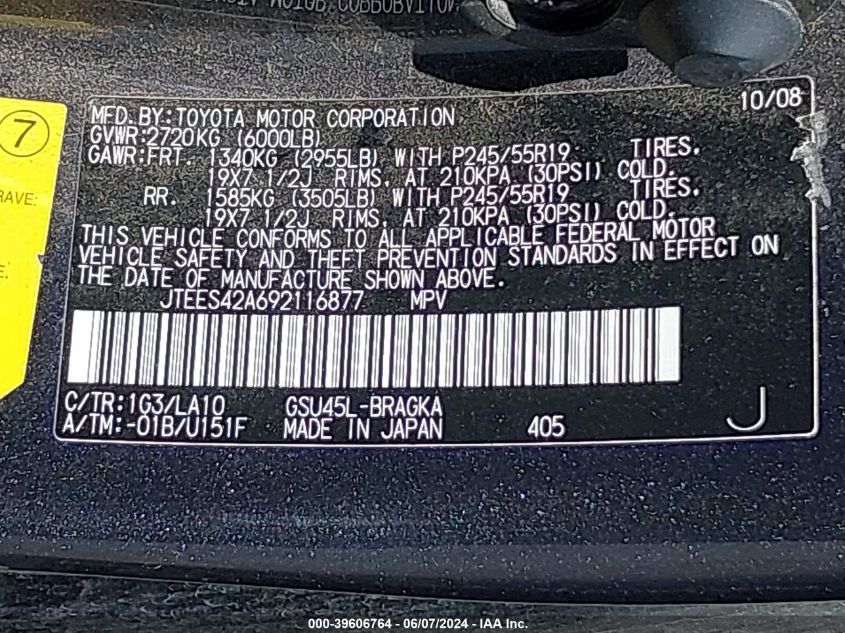 10/08
MFD.BY:TOYOTA MOTOR CORPORATION
GVWR:2720KG (6000LB)
GAWR:FRT. 1340KG (2955LB) WITH P245/55R19 TIRES.
19X7 1/2J RIMS, AT 210KPA (30PSI) COLD.
RR. 1585KG (3505LB) WITH P245/55R19 TIRES.
19X7 1/2J RIMS, AT 210KPA (30PSI) COLD.
THIS VEHICLE CONFORMS TO ALL APPLICABLE FEDERAL MOTOR
VEHICLE SAFETY AND THEFT PREVENTION STANDARDS IN EFFECT ON
THE DATE OF MANUFACTURE SHOWN ABOVE.
JTEES42A692116877 MPV
C/TR:1G3/LA10 GSU45L-BRAGKA
A/TM:-01B/U151F MADE IN JAPAN 405 J
7
RAVE:
E:
000-39606764 - 06/07/2024 - IAA Inc.